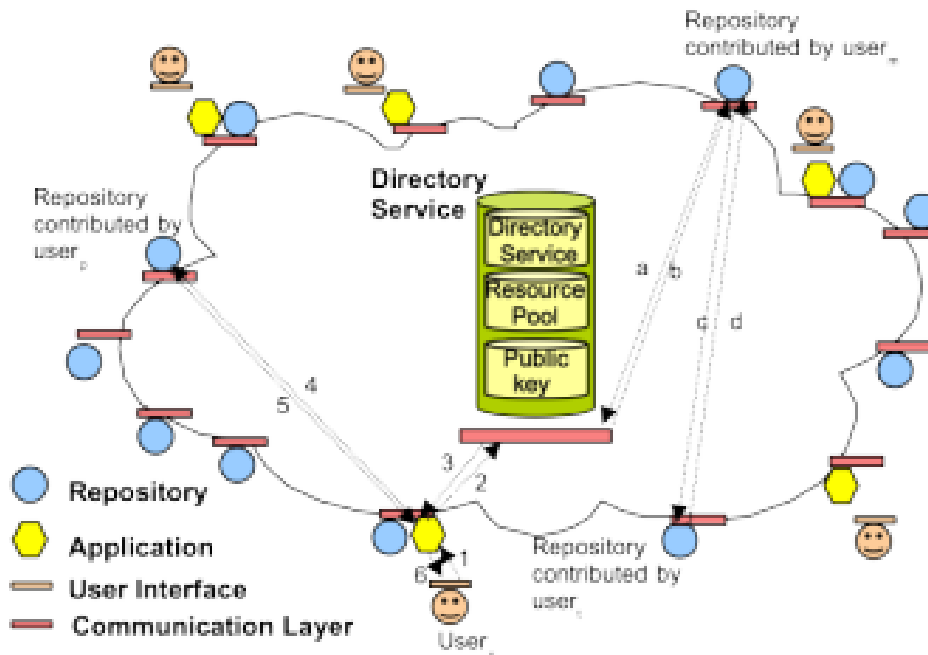 Repository
contributed by user
Repository
contributed by
user
Directory
Service
Directory
Service
Resource
Pool
Public
key
a
b
c
d
4
5
3
2
6
1
Repository
contributed by
user
User
Repository
Application
User Interface
Communication Layer